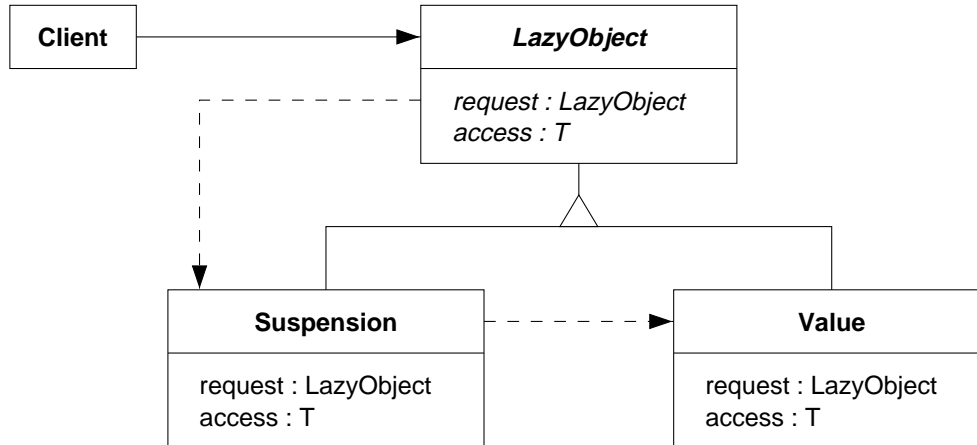 Client
LazyObject
request : LazyObject
access : T
Suspension
request : LazyObject
access : T
Value
request : LazyObject
access : T